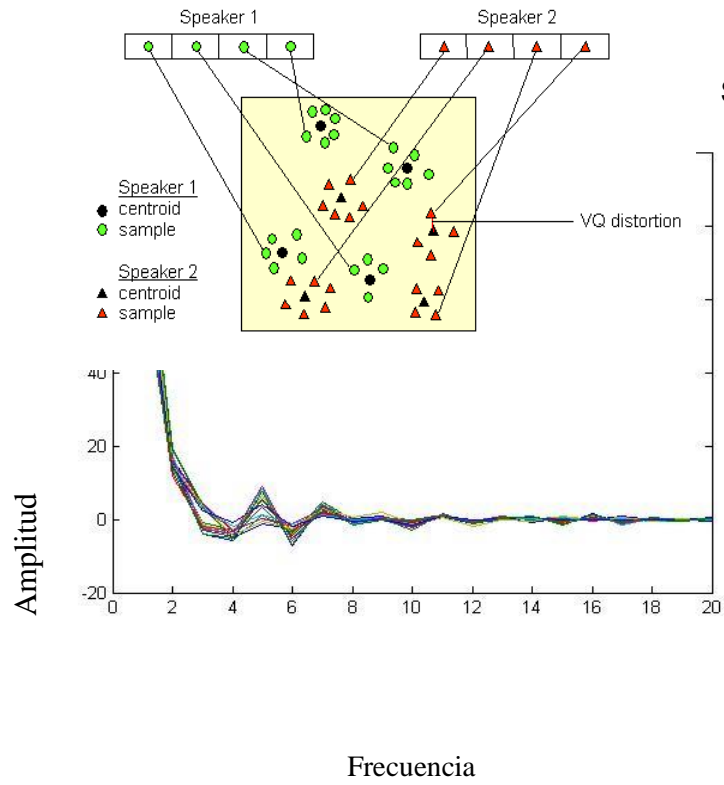 Speaker 1
Speaker 2
Speaker 1
centroid
sample
VQ distortion
Speaker 2
centroid
sample
40
20
0
-20
0 2 4 6 8 10 12 14 16 18 20
Amplitud
Frecuencia